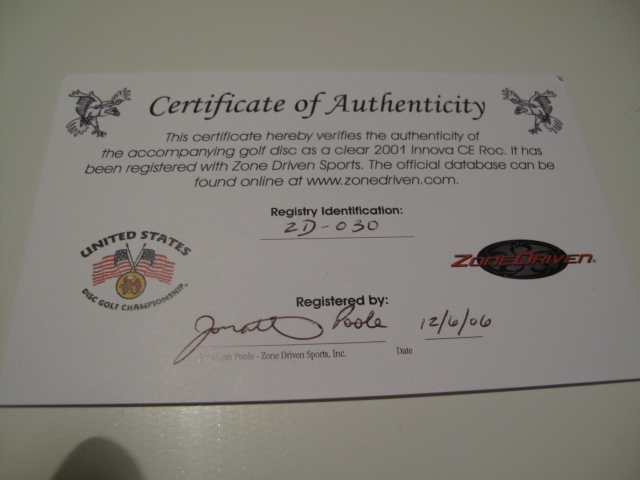 Certificate of Authenticity
This certificate hereby verifies the authenticity of
the accompanying golf disc as a clear 2001 Innova CE Roc. It has
been registered with Zone Driven Sports. The official database can be
found online at www.zonedriven.com.
Registry Identification:
ZD-030
UNITED STATES
DISC GOLF CHAMPIONSHIP
ZONEDRIVEN
Registered by:
Poole 12/6/06
Poole - Zone Driven Sports, Inc. Date